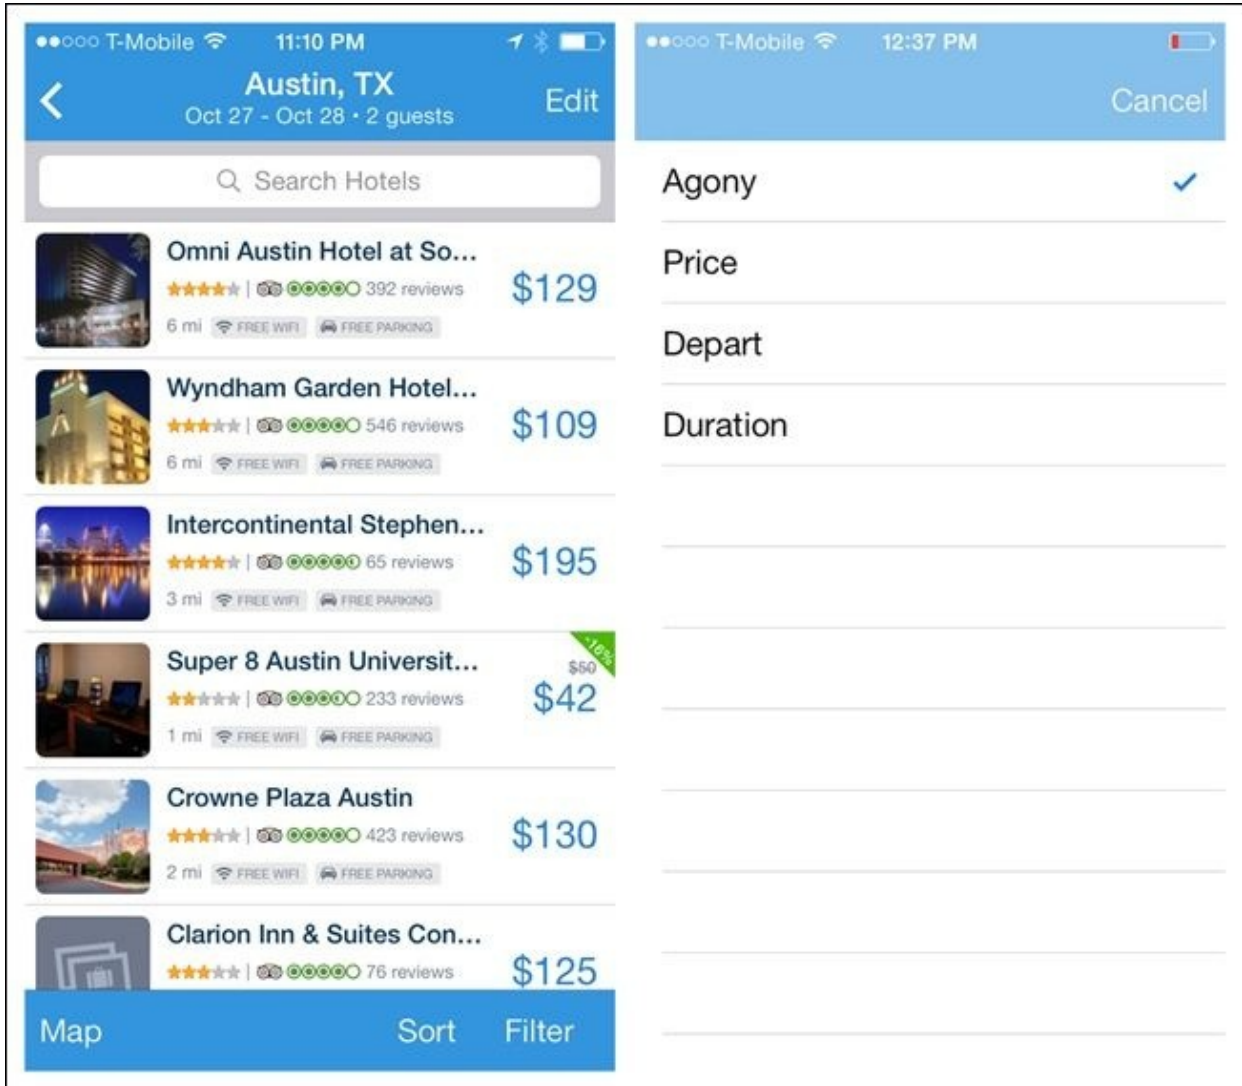 T-Mobile 11:10 PM
Austin, TX
Oct 27 - Oct 28 • 2 guests
Edit
Search Hotels
Omni Austin Hotel at So...
392 reviews
$129
6 mi FREE WIFI FREE PARKING
Wyndham Garden Hotel...
546 reviews
$109
6 mi FREE WIFI FREE PARKING
Intercontinental Stephen...
65 reviews
$195
3 mi FREE WIFI FREE PARKING
-16%
Super 8 Austin Universit...
$50
233 reviews
$42
1 mi FREE WIFI FREE PARKING
Crowne Plaza Austin
423 reviews
$130
2 mi FREE WIFI FREE PARKING
Clarion Inn & Suites Con...
76 reviews
$125
Map Sort Filter
T-Mobile 12:37 PM
Cancel
Agony
Price
Depart
Duration